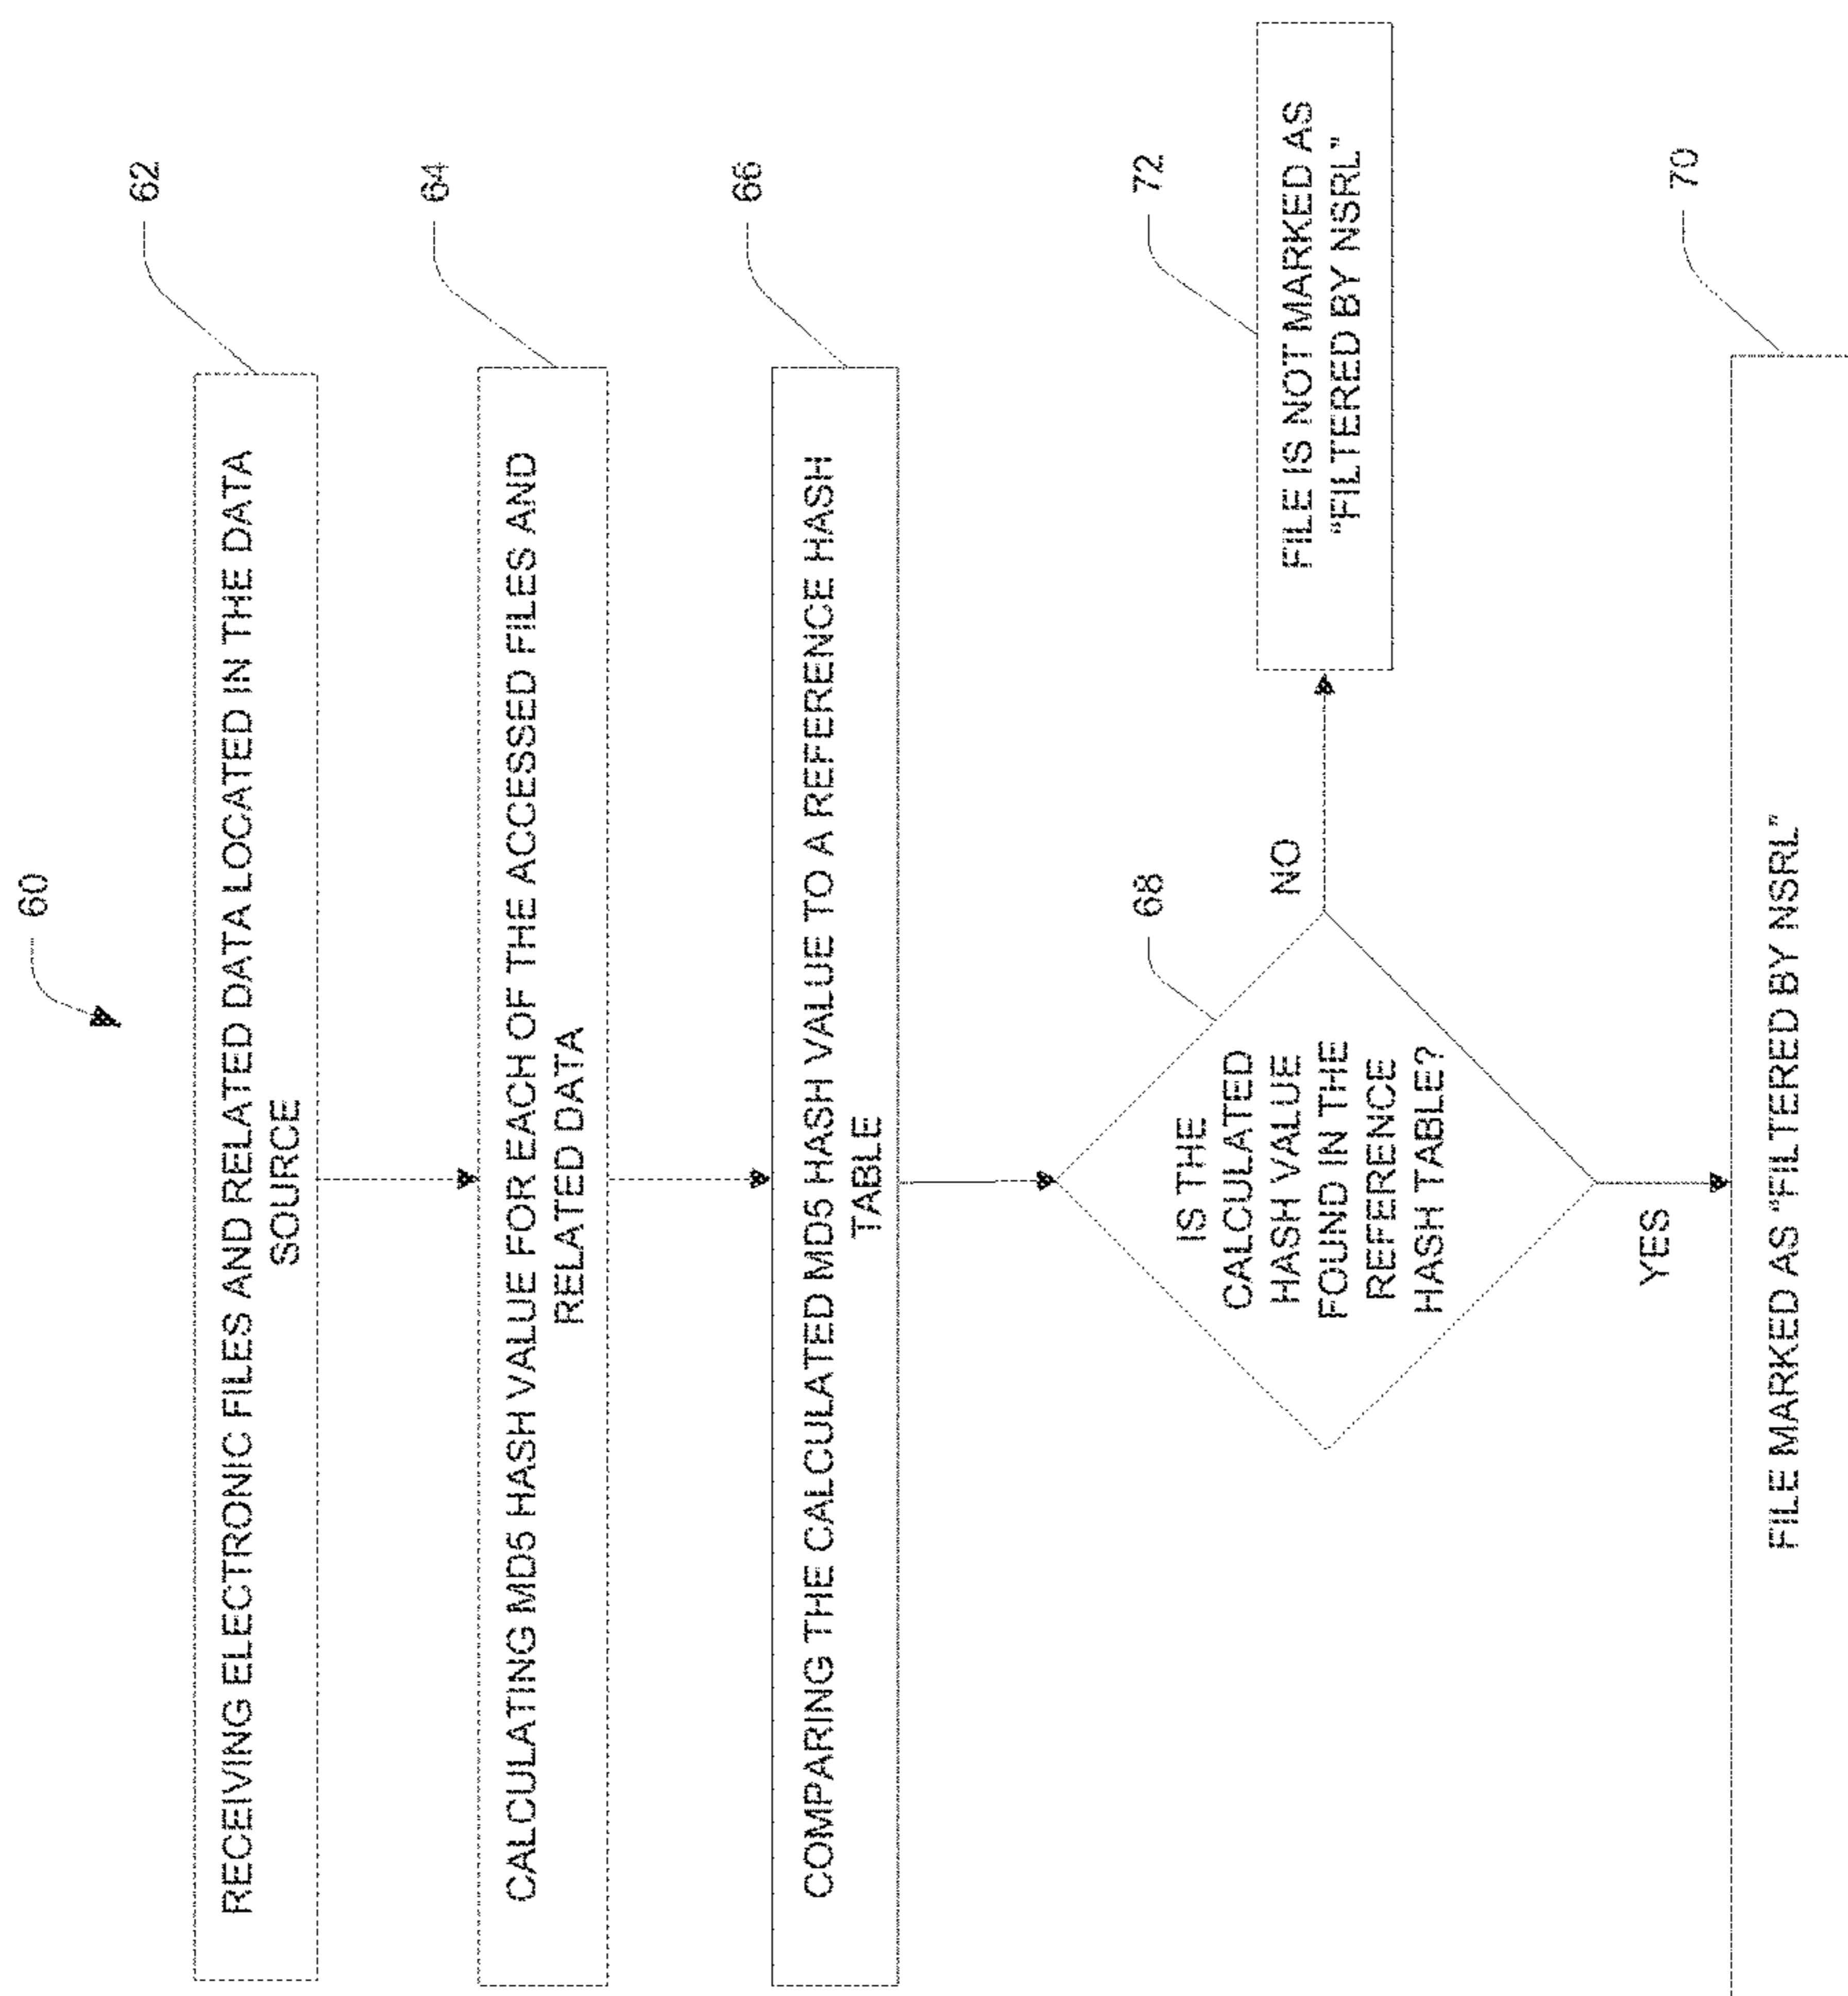 60
62
RECEIVING ELECTRONIC FILES AND RELATED DATA LOCATED IN THE DATA
SOURCE
64
CALCULATING MD5 HASH VALUE FOR EACH OF THE ACCESSED FILES AND
RELATED DATA
66
COMPARING THE CALCULATED MD5 HASH VALUE TO A REFERENCE HASH
TABLE
68
IS THE
CALCULATED
HASH VALUE
FOUND IN THE
REFERENCE
HASH TABLE?
NO
72
FILE IS NOT MARKED AS
"FILTERED BY NSRL"
YES
70
FILE MARKED AS "FILTERED BY NSRL"